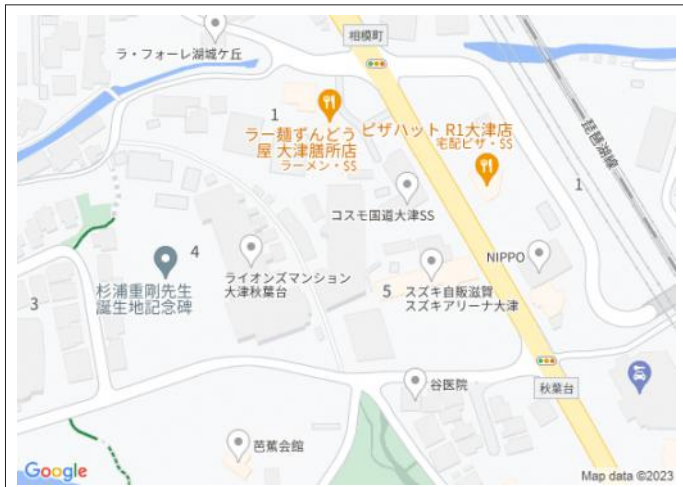 相模町
ラ・フォーレ湖城ケ丘
1
ラー麺ずんどう
屋 大津膳所店
ラーメン・$$
ピザハット R1大津店
宅配ピザ・$$
琵琶湖線
1
コスモ国道大津SS
4
ライオンズマンション
大津秋葉台
NIPPO
杉浦重剛先生
誕生地記念碑
3
5
スズキ自販滋賀
スズキアリーナ大津
谷医院
秋葉台
芭蕉会館
Google
Map data ©2023